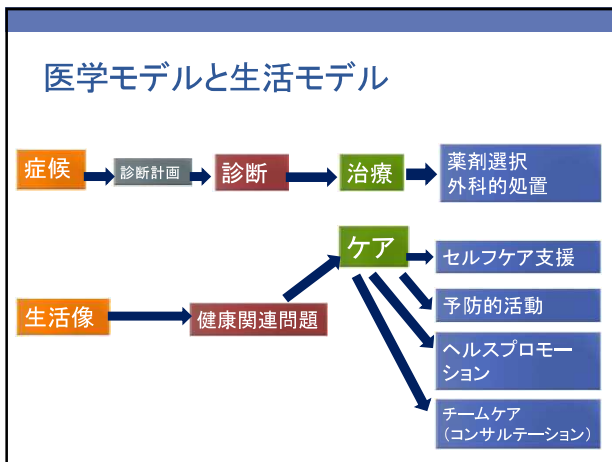 医学モデルと生活モデル
症候
診断計画
診断
治療
薬剤選択
外科的処置
ケア
セルフケア支援
生活像
健康関連問題
予防的活動
ヘルスプロモー
ション
チームケア
（コンサルテーション）